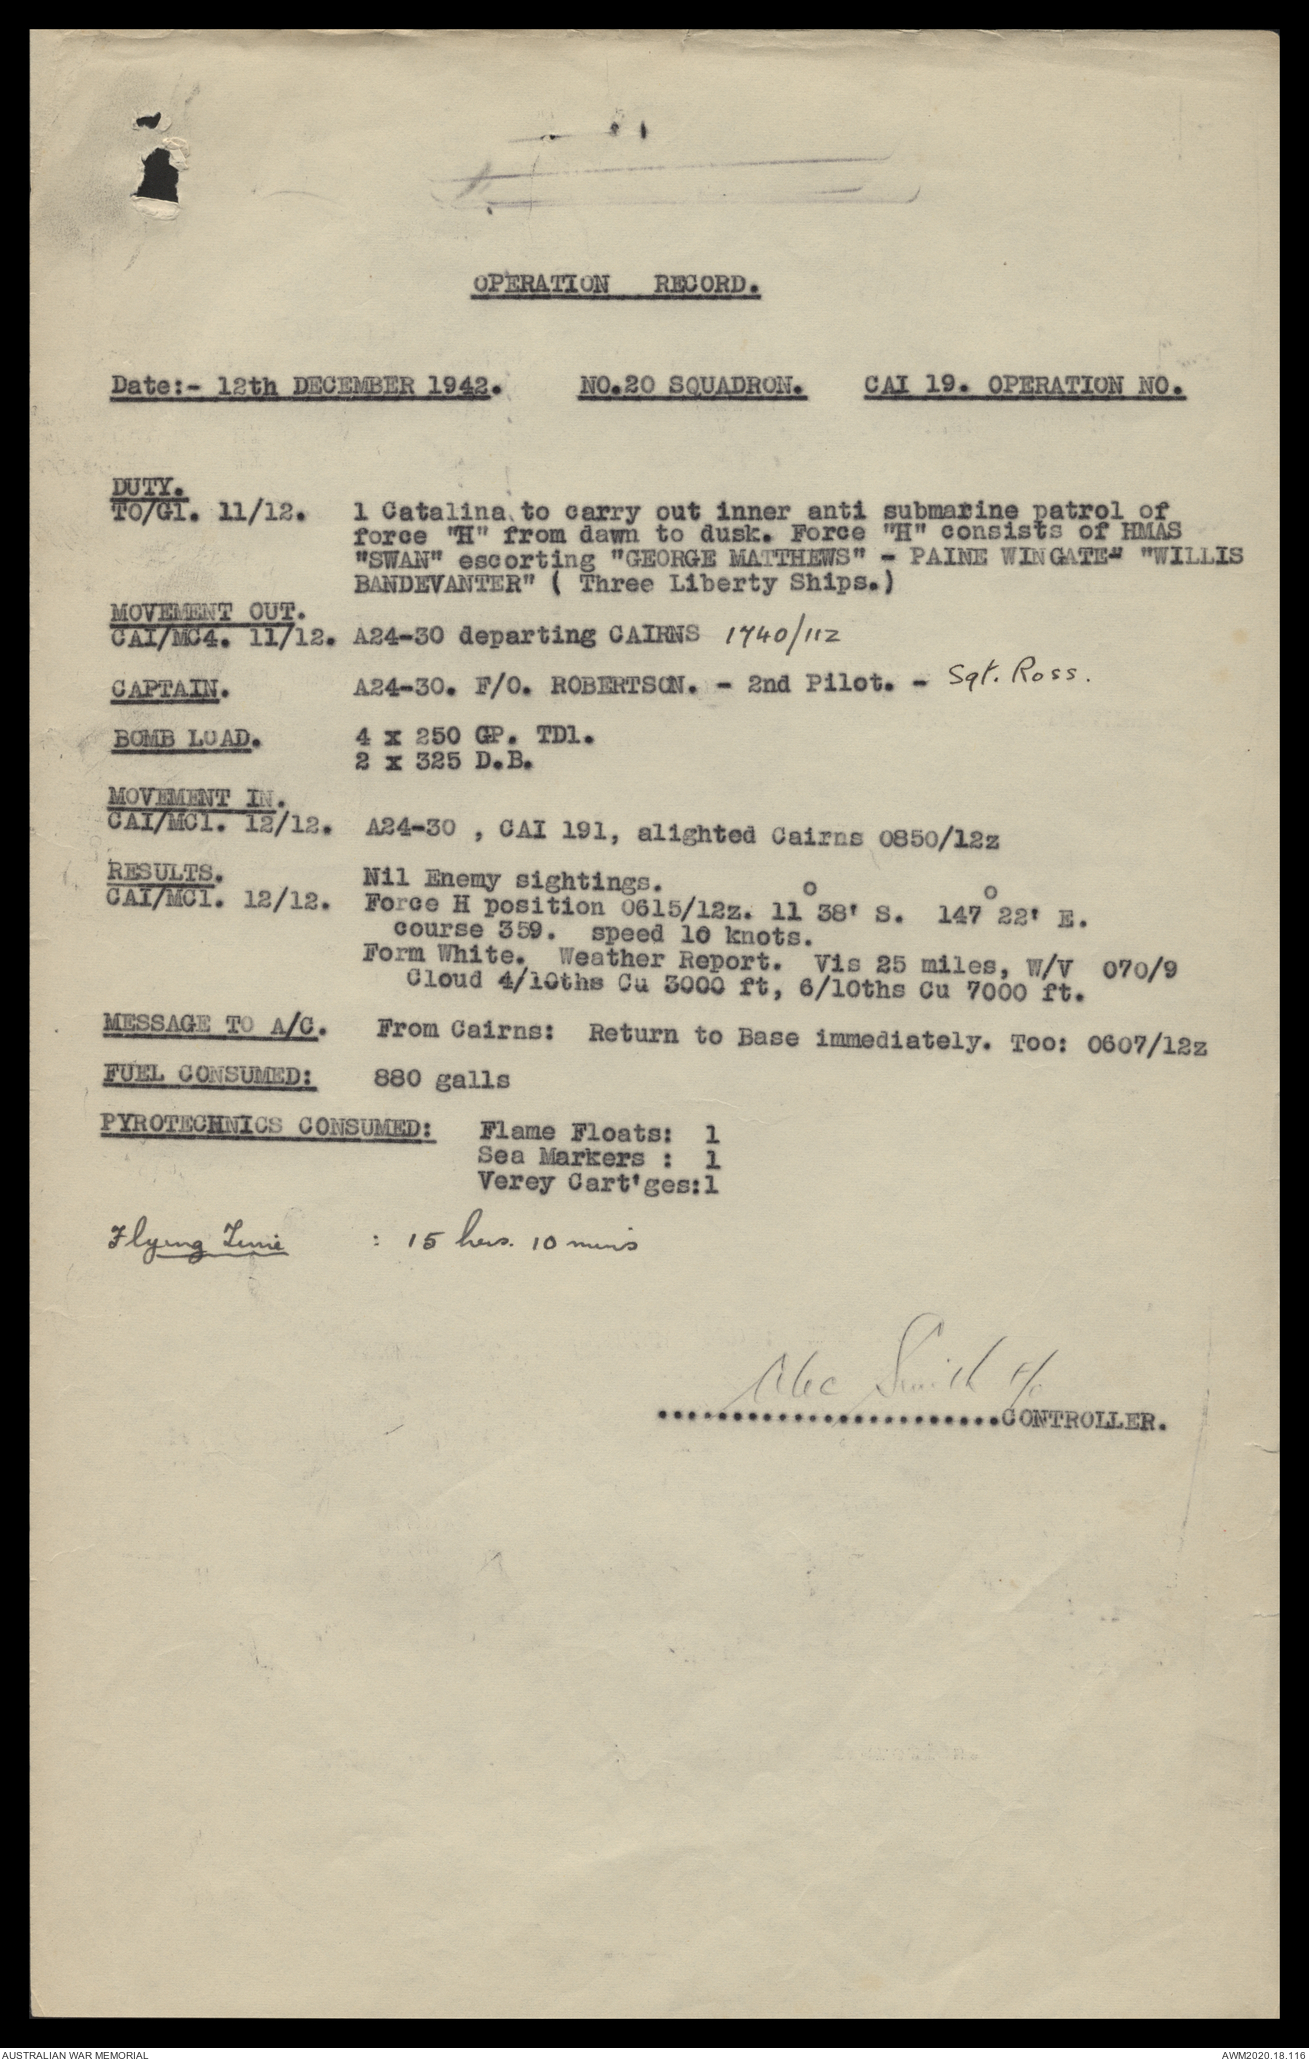 OPERATION RECORD.
Date:- 12th DECEMBER 1942. NO.20 SQUADRON. CAI 19. OPERATION NO.
DUTY.
TO/G1. 11/12. 1 Catalina to carry out inner anti submarine patrol of
force "H" from dawn to dusk. Force "H" consists of HMAS
"SWAN" escorting "GEORGE MATTHEWS" - PAINE WINGATE" "WILLIS
BANDEVANTER" ( Three Liberty Ships.)
MOVEMENT OUT.
CAI/MC4. 11/12. A24-30 departing CAIRNS 1740/11Z
CAPTAIN. A24-30. F/O. ROBERTSON. - 2nd Pilot. - Sgt. Ross.
BOMB LOAD. 4 x 250 GP. TD1.
2 x 325 D.B.
MOVEMENT IN.
CAI/MC1. 12/12. A24-30 , CAI 191, alighted Cairns 0850/12z
RESULTS. Nil Enemy sightings.
CAI/MC1. 12/12. Force H position 0615/12z. 11° 38' S. 147° 22' E.
course 359. speed 10 knots.
Form White. Weather Report. Vis 25 miles, W/V 070/9
Cloud 4/10ths Cu 3000 ft, 6/10ths Cu 7000 ft.
MESSAGE TO A/C. From Cairns: Return to Base immediately. Too: 0607/12z
FUEL CONSUMED: 880 galls
PYROTECHNICS CONSUMED: Flame Floats: 1
Sea Markers : 1
Verey Cart'ges:1
Flying Time : 15 hrs. 10 mins
Alec Smith F/O
.......................CONTROLLER.
AUSTRALIAN WAR MEMORIAL AWM2020.18.116